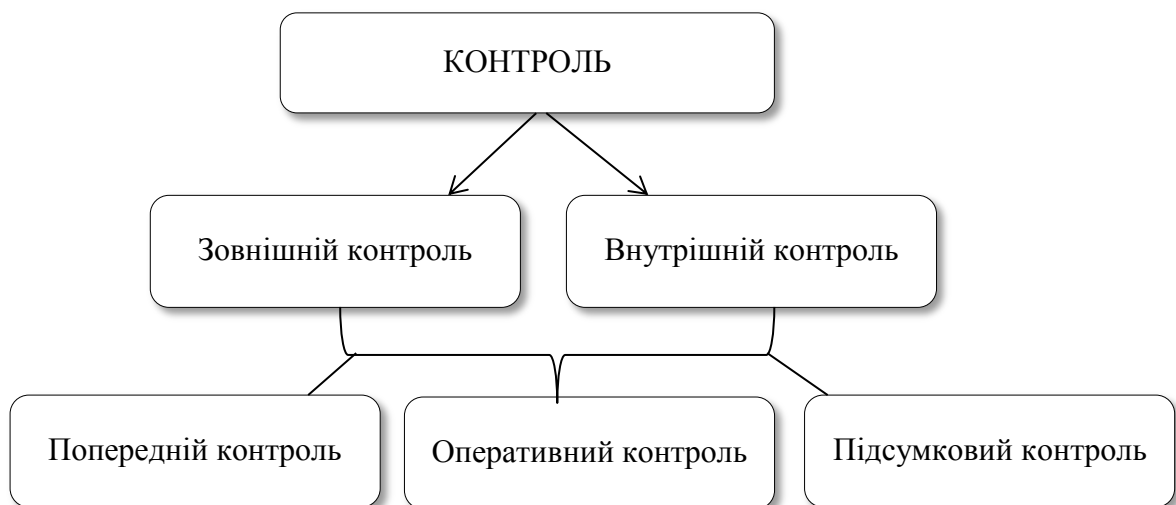 КОНТРОЛЬ
Зовнішній контроль
Внутрішній контроль
Попередній контроль
Оперативний контроль
Підсумковий контроль